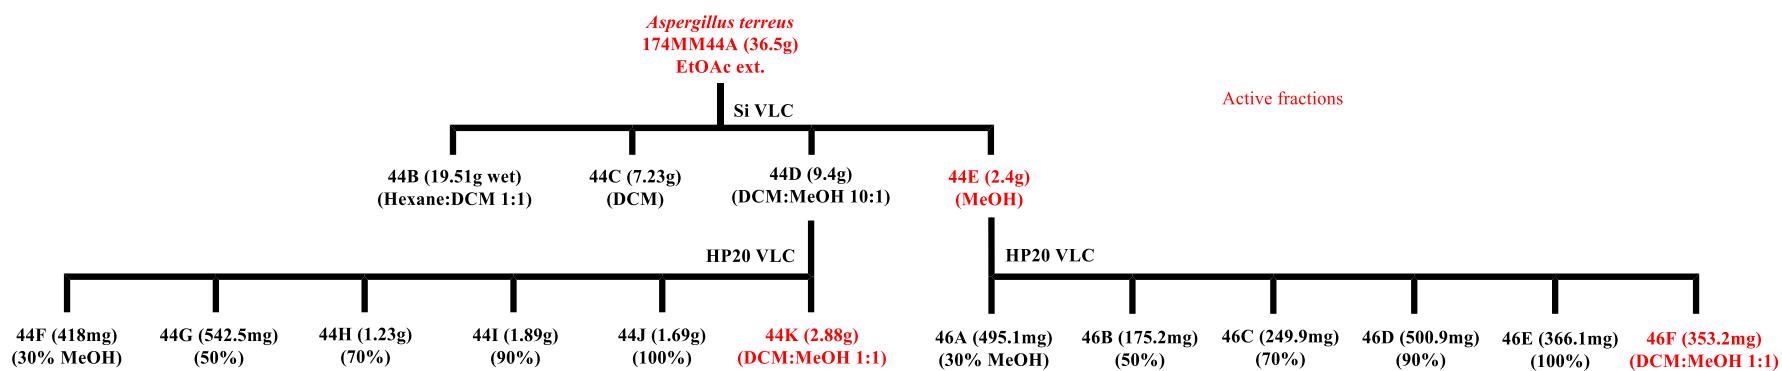 Aspergillus terreus
174MM44A (36.5g)
EtOAc ext.
Active fractions
Si VLC
44B (19.51g wet)
(Hexane:DCM 1:1)
44C (7.23g)
(DCM)
44D (9.4g)
(DCM:MeOH 10:1)
44E (2.4g)
(MeOH)
HP20 VLC
HP20 VLC
44F (418mg)
(30% MeOH)
44G (542.5mg)
(50%)
44H (1.23g)
(70%)
44I (1.89g)
(90%)
44J (1.69g)
(100%)
44K (2.88g)
(DCM:MeOH 1:1)
46A (495.1mg)
(30% MeOH)
46B (175.2mg)
(50%)
46C (249.9mg)
(70%)
46D (500.9mg)
(90%)
46E (366.1mg)
(100%)
46F (353.2mg)
(DCM:MeOH 1:1)